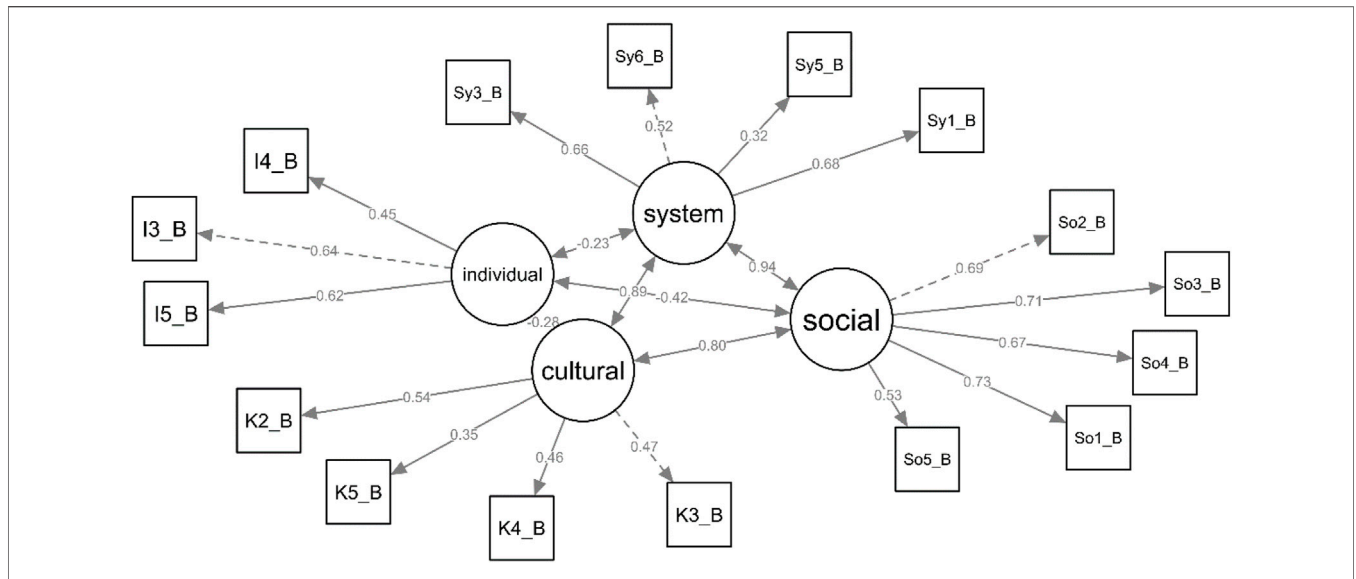 Sy6_B
Sy5_B
Sy3_B
Sy1_B
0.52
0.32
0.66
0.68
I4_B
I3_B
I5_B
0.45
0.64
0.62
system
individual
-0.23
0.94
0.89
-0.42
-0.28
So2_B
So3_B
So4_B
So1_B
So5_B
0.69
0.71
0.67
0.73
0.53
social
0.80
cultural
K2_B
K5_B
K4_B
K3_B
0.54
0.35
0.46
0.47